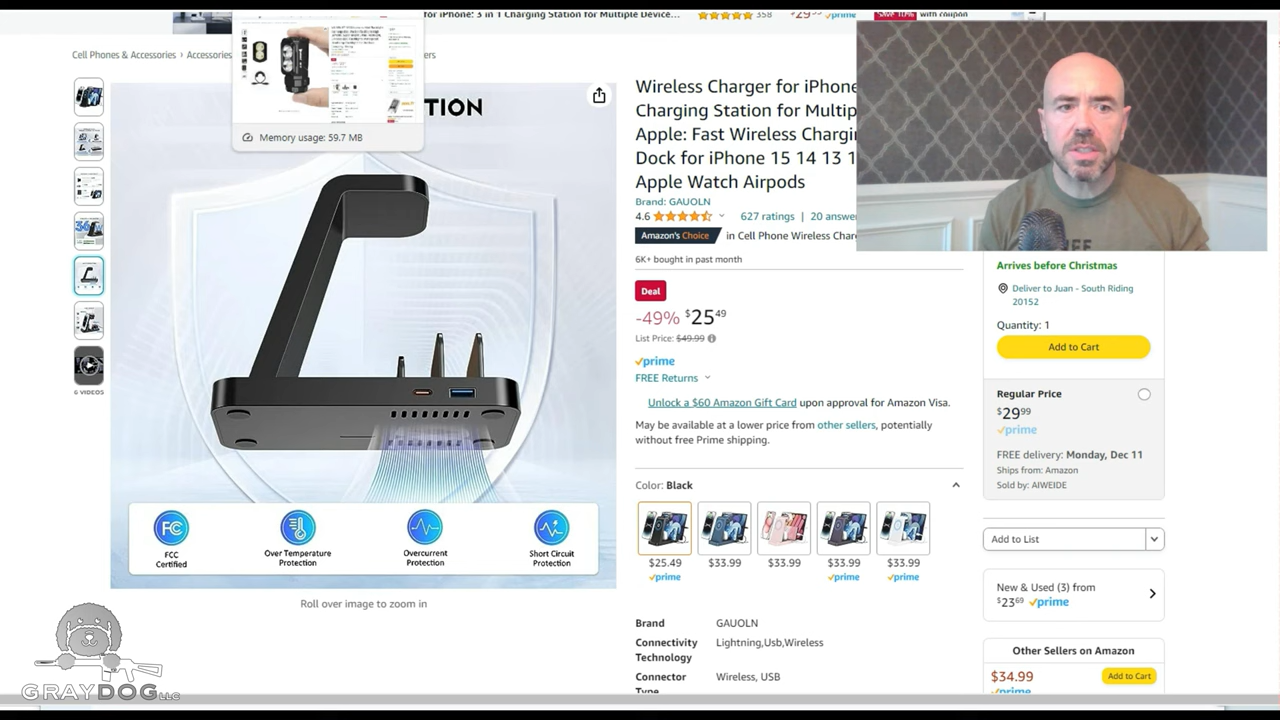 for iPhone: 3 in 1 Charging Station for Multiple Device...
358
prime
Save 10% with coupon
Cell Phones & Accessories › Accessories
ers
Memory usage: 59.7 MB
TION
Wireless Charger for iPhone
Charging Station for Multip
Apple: Fast Wireless Chargin
Dock for iPhone 15 14 13 1
Apple Watch Airpods
Brand: GAUOLN
4.6
627 ratings | 20 answe
Amazon's Choice in Cell Phone Wireless Char
6K+ bought in past month
Deal
-49% $25 49
List Price: $49.99
prime
FREE Returns
Unlock a $60 Amazon Gift Card upon approval for Amazon Visa.
May be available at a lower price from other sellers, potentially
without free Prime shipping.
Color: Black
$25.49
$33.99
$33.99
$33.99
$33.99
prime
prime
prime
Brand GAUOLN
Connectivity Technology Lightning,Usb,Wireless
Connector Type Wireless, USB
6 VIDEOS
FC
FCC
Certified
Over Temperature
Protection
Overcurrent
Protection
Short Circuit
Protection
Roll over image to zoom in
Arrives before Christmas
Deliver to Juan - South Riding
20152
Quantity: 1
Add to Cart
Regular Price
$29 99
prime
FREE delivery: Monday, Dec 11
Ships from: Amazon
Sold by: AIWEIDE
Add to List
New & Used (3) from
$23 69 prime
Other Sellers on Amazon
$34.99
Add to Cart
prime
GRAYDOG LLC